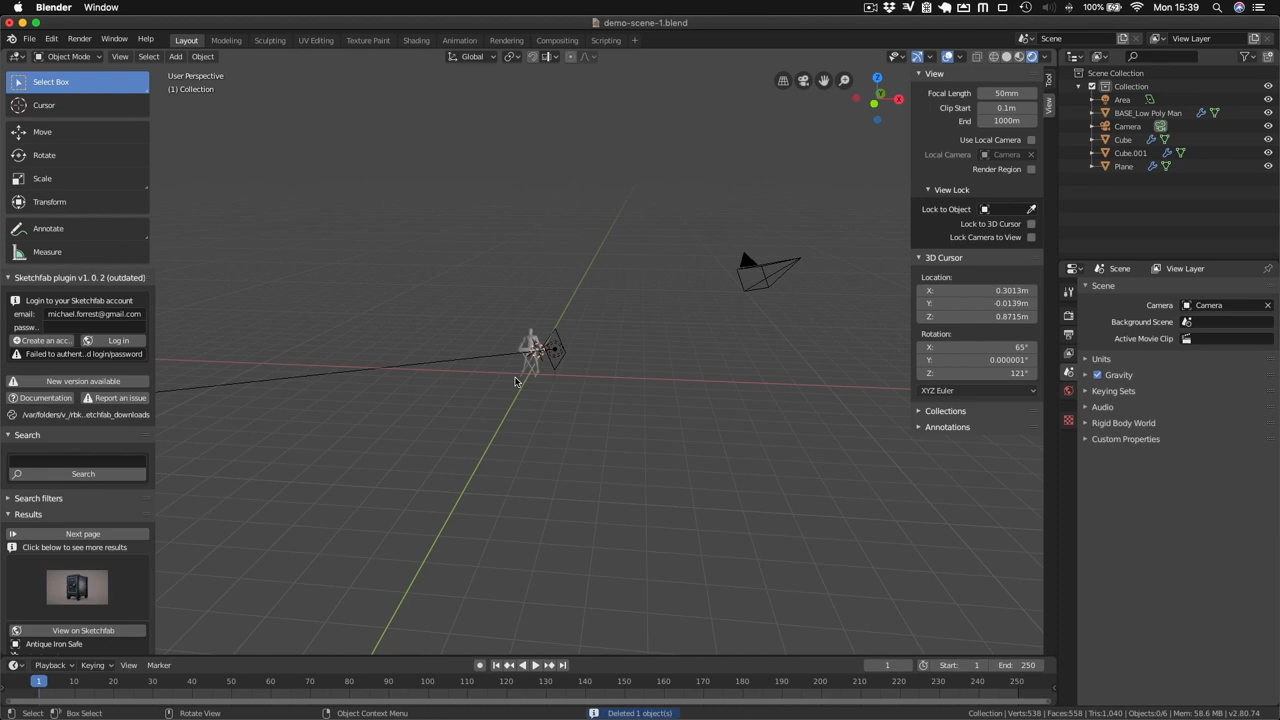 Blender Window
Mon 15:39
demo-scene-1.blend
File Edit Render Window Help
Layout Modeling Sculpting UV Editing Texture Paint Shading Animation Rendering Compositing Scripting +
Scene
View Layer
Object Mode View Select Add Object
Global
Select Box
Cursor
Move
Rotate
Scale
Transform
Annotate
Measure
Sketchfab plugin v1. 0. 2 (outdated)
Login to your Sketchfab account
email: michael.forrest@gmail.com
passw..
Create an acc.. Log in
Failed to authent..d login/password
New version available
Documentation Report an issue
/var/folders/v_/rbk..etchfab_downloads
Search
Search
Search filters
Results
Next page
Click below to see more results
View on Sketchfab
Antique Iron Safe
User Perspective
(1) Collection
Z
Y
X
View
Focal Length 50mm
Clip Start 0.1m
End 1000m
Use Local Camera
Local Camera Camera
Render Region
View Lock
Lock to Object
Lock to 3D Cursor
Lock Camera to View
3D Cursor
Location:
X: 0.3013m
Y: -0.0139m
Z: 0.8715m
Rotation:
X: 65°
Y: 0.000001°
Z: 121°
XYZ Euler
Collections
Annotations
Tool
View
Scene Collection
Collection
Area
BASE_Low Poly Man
Camera
Cube
Cube.001
Plane
Scene View Layer
Scene
Camera Camera
Background Scene
Active Movie Clip
Units
Gravity
Keying Sets
Audio
Rigid Body World
Custom Properties
Playback Keying View Marker
1 Start: 1 End: 250
1 10 20 30 40 50 60 70 80 90 100 110 120 130 140 150 160 170 180 190 200 210 220 230 240 250
Select Box Select Rotate View Object Context Menu
Deleted 1 object(s)
Collection | Verts:538 | Faces:558 | Tris:1,040 | Objects:0/6 | Mem: 58.6 MB | v2.80.74